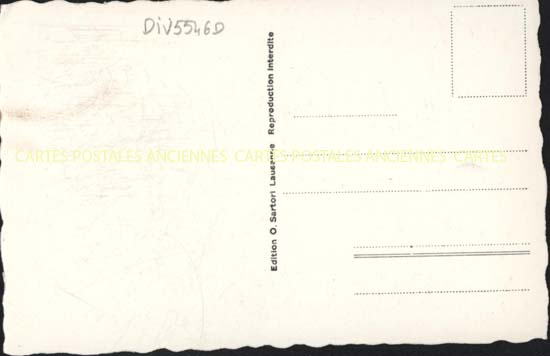 DiV5546D
Edition O. Sartori Lausanne Reproduction Interdite
CARTES POSTALES ANCIENNES CARTES POSTALES ANCIENNES CARTES